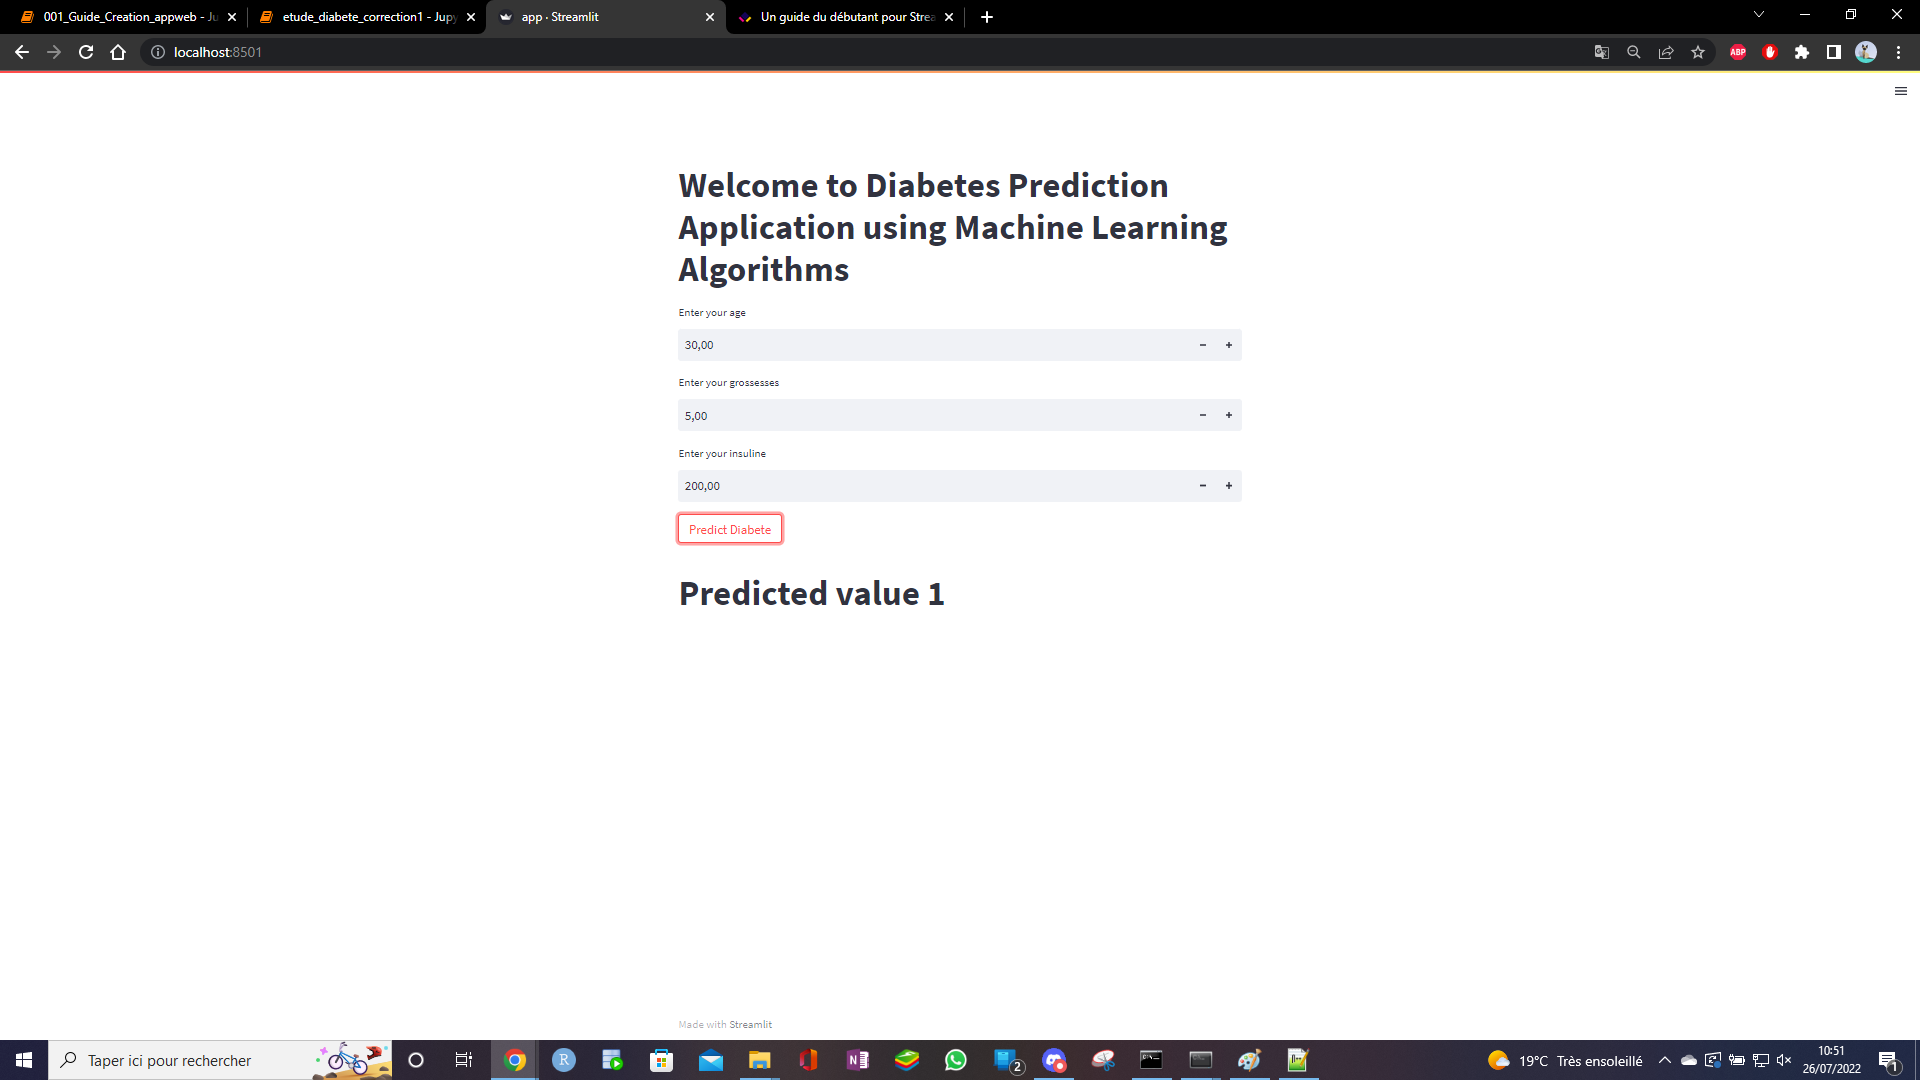 001_Guide_Creation_appweb - Ju
etude_diabete_correction1 - Jupy
app · Streamlit
Un guide du débutant pour Strea
localhost:8501
ABP
Welcome to Diabetes Prediction
Application using Machine Learning
Algorithms
Enter your age
30,00
Enter your grossesses
5,00
Enter your insuline
200,00
Predict Diabete
Predicted value 1
Made with Streamlit
Taper ici pour rechercher
R
N
2
19°C Très ensoleillé
10:51
26/07/2022
1